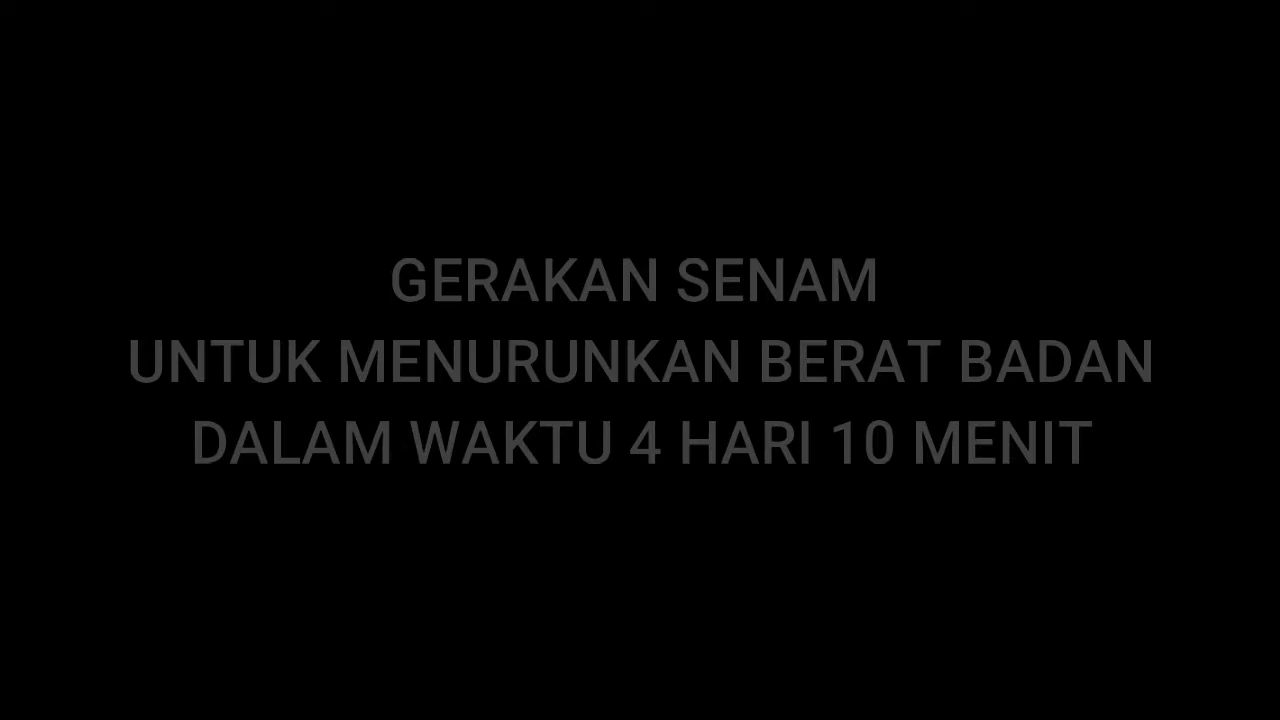 GERAKAN SENAM
UNTUK MENURUNKAN BERAT BADAN
DALAM WAKTU 4 HARI 10 MENIT